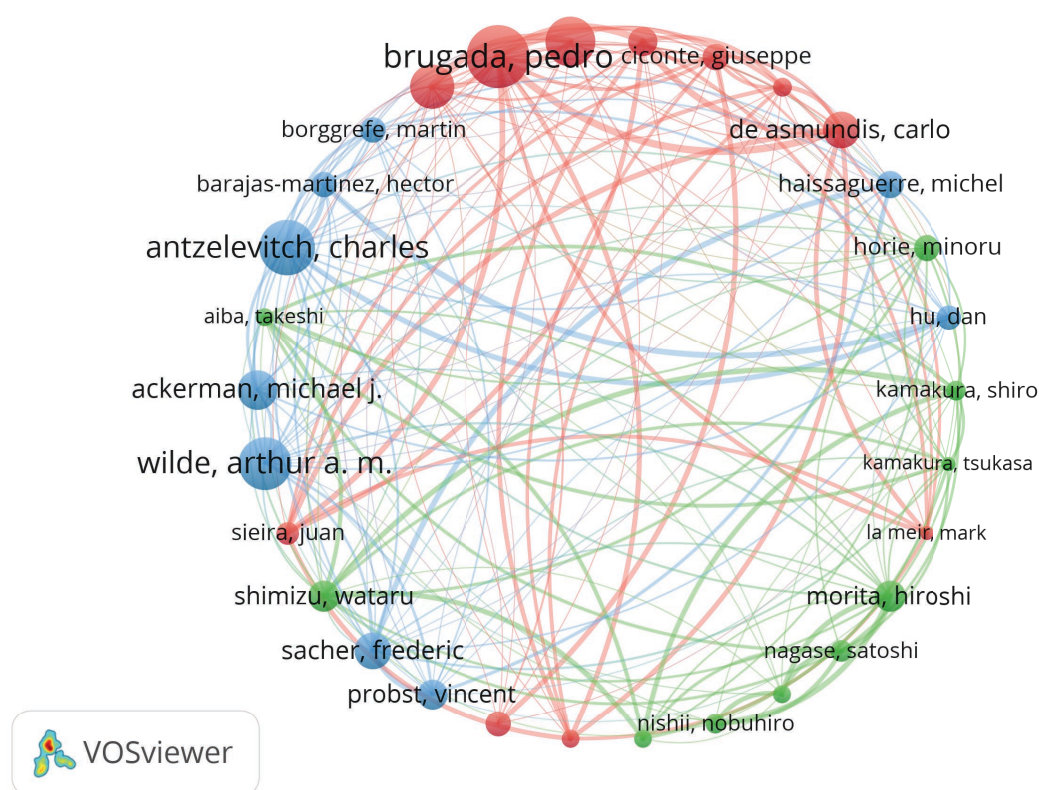 brugada, pedro
ciconte, giuseppe
borggrefe, martin
de asmundis, carlo
barajas-martinez, hector
haissaguerre, michel
antzelevitch, charles
horie, minoru
aiba, takeshi
hu, dan
ackerman, michael j.
kamakura, shiro
wilde, arthur a. m.
kamakura, tsukasa
sieira, juan
la meir, mark
shimizu, wataru
morita, hiroshi
sacher, frederic
nagase, satoshi
probst, vincent
nishii, nobuhiro
VOSviewer